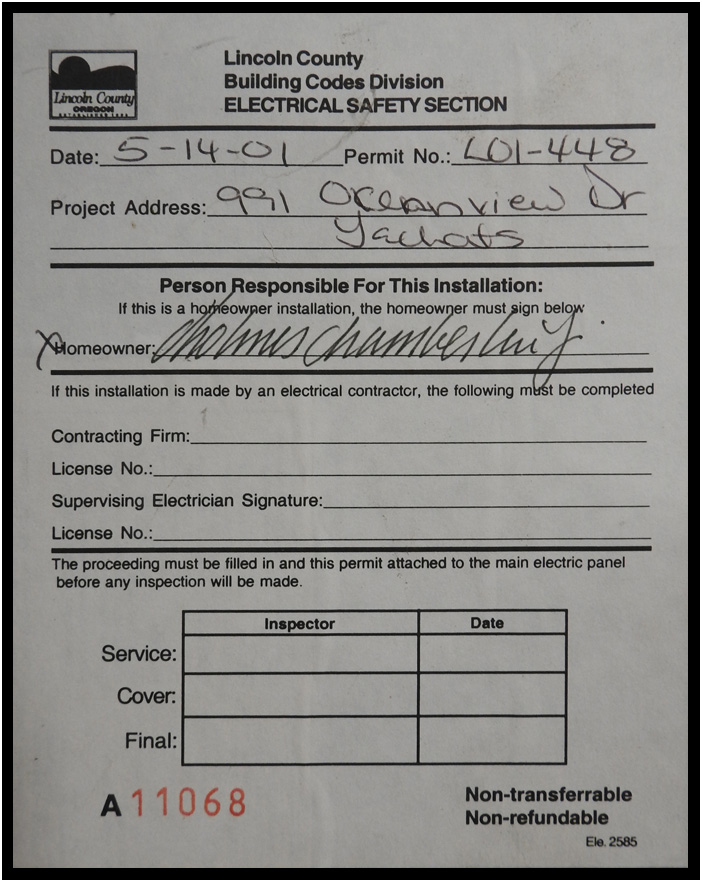 Lincoln County
OREGON
Lincoln County
Building Codes Division
ELECTRICAL SAFETY SECTION
Date: 5-14-01 Permit No.: L01-448
Project Address: 991 Oceanview Dr
Yachats
Person Responsible For This Installation:
If this is a homeowner installation, the homeowner must sign below
X Homeowner:
If this installation is made by an electrical contractor, the following must be completed
Contracting Firm:
License No.:
Supervising Electrician Signature:
License No.:
The proceeding must be filled in and this permit attached to the main electric panel
before any inspection will be made.
Inspector Date
Service:
Cover:
Final:
A 11068
Non-transferrable
Non-refundable
Ele. 2585